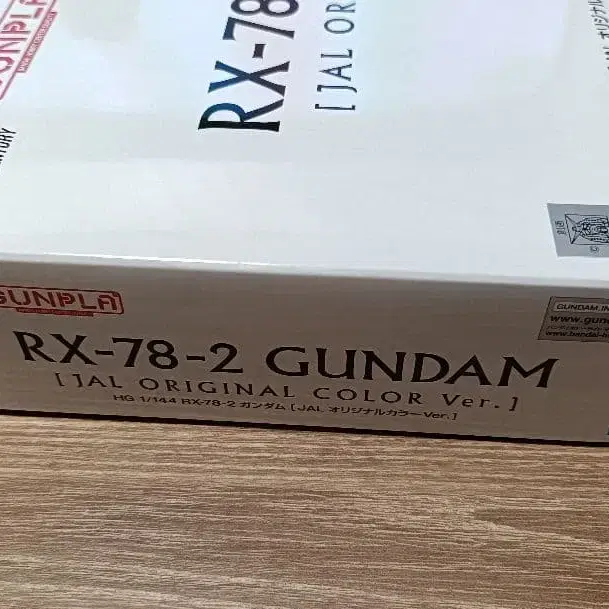 GUNPLA
RX-78
[JAL OR
GUNPLA
RX-78-2 GUNDAM
[JAL ORIGINAL COLOR Ver.]
HG 1/144 RX-78-2 ガンダム [JAL オリジナルカラーVer.]
GUNDAM.IN
www.gun